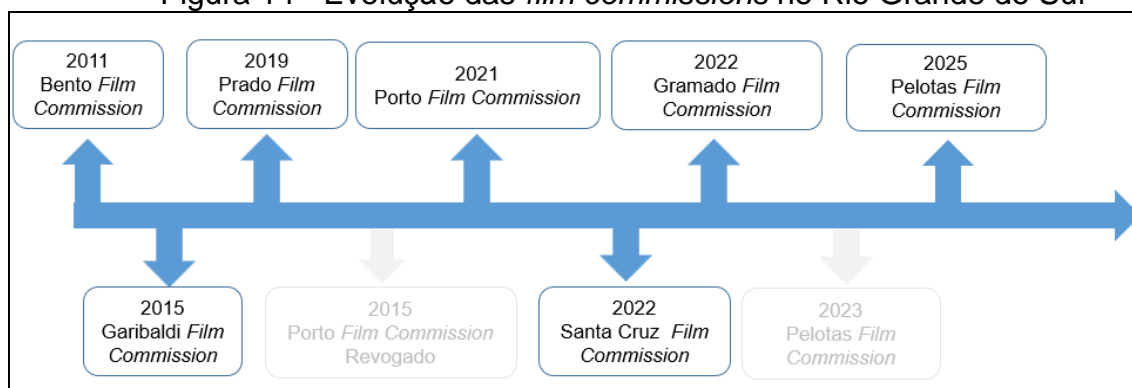 Figura 14 - Evolução das film commissions no Rio Grande do Sul
2011
Bento Film
Commission
2019
Prado Film
Commission
2021
Porto Film Commission
2022
Gramado Film
Commission
2025
Pelotas Film
Commission
2015
Garibaldi Film
Commission
2015
Porto Film Commission
Revogado
2022
Santa Cruz Film
Commission
2023
Pelotas Film
Commission